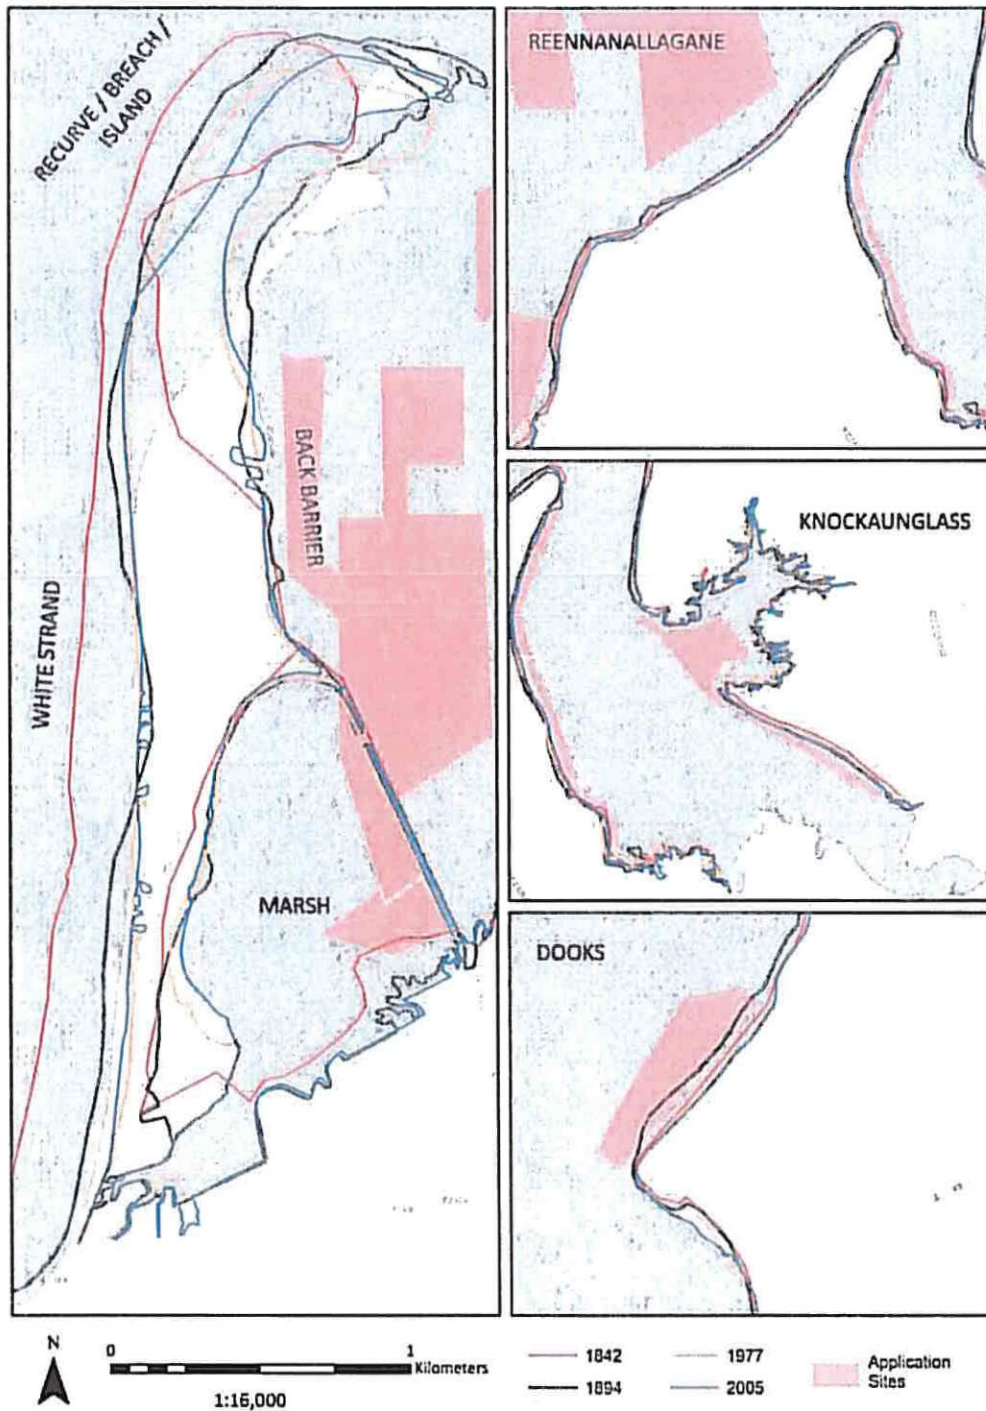 RECURVE / BREACH /
ISLAND
WHITE STRAND
BACK BARRIER
MARSH
REENNANALLAGANE
KNOCKAUNGLASS
DOOKS
N
0 1
Kilometers
1:16,000
1842
1894
1977
2005
Application
Sites